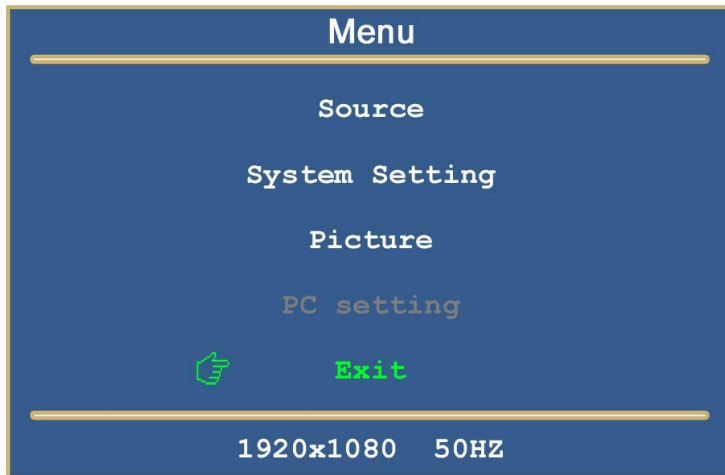 Menu
Source
System Setting
Picture
PC setting
Exit
1920x1080 50HZ